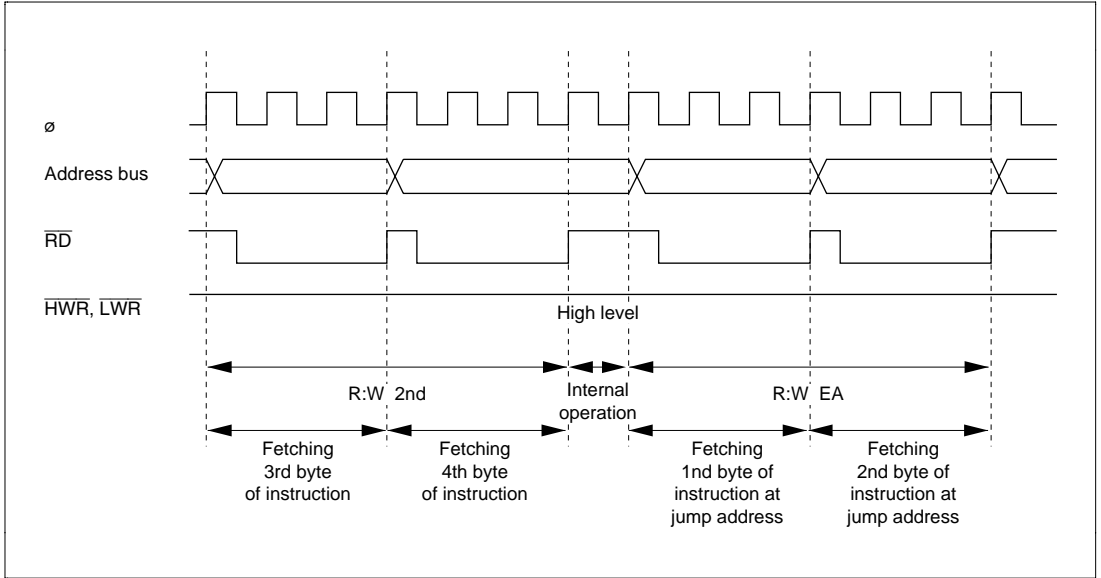 ø
Address bus
RD
HWR, LWR
High level
R:W 2nd
Internal
operation
R:W EA
Fetching
3rd byte
of instruction
Fetching
4th byte
of instruction
Fetching
1nd byte of
instruction at
jump address
Fetching
2nd byte of
instruction at
jump address